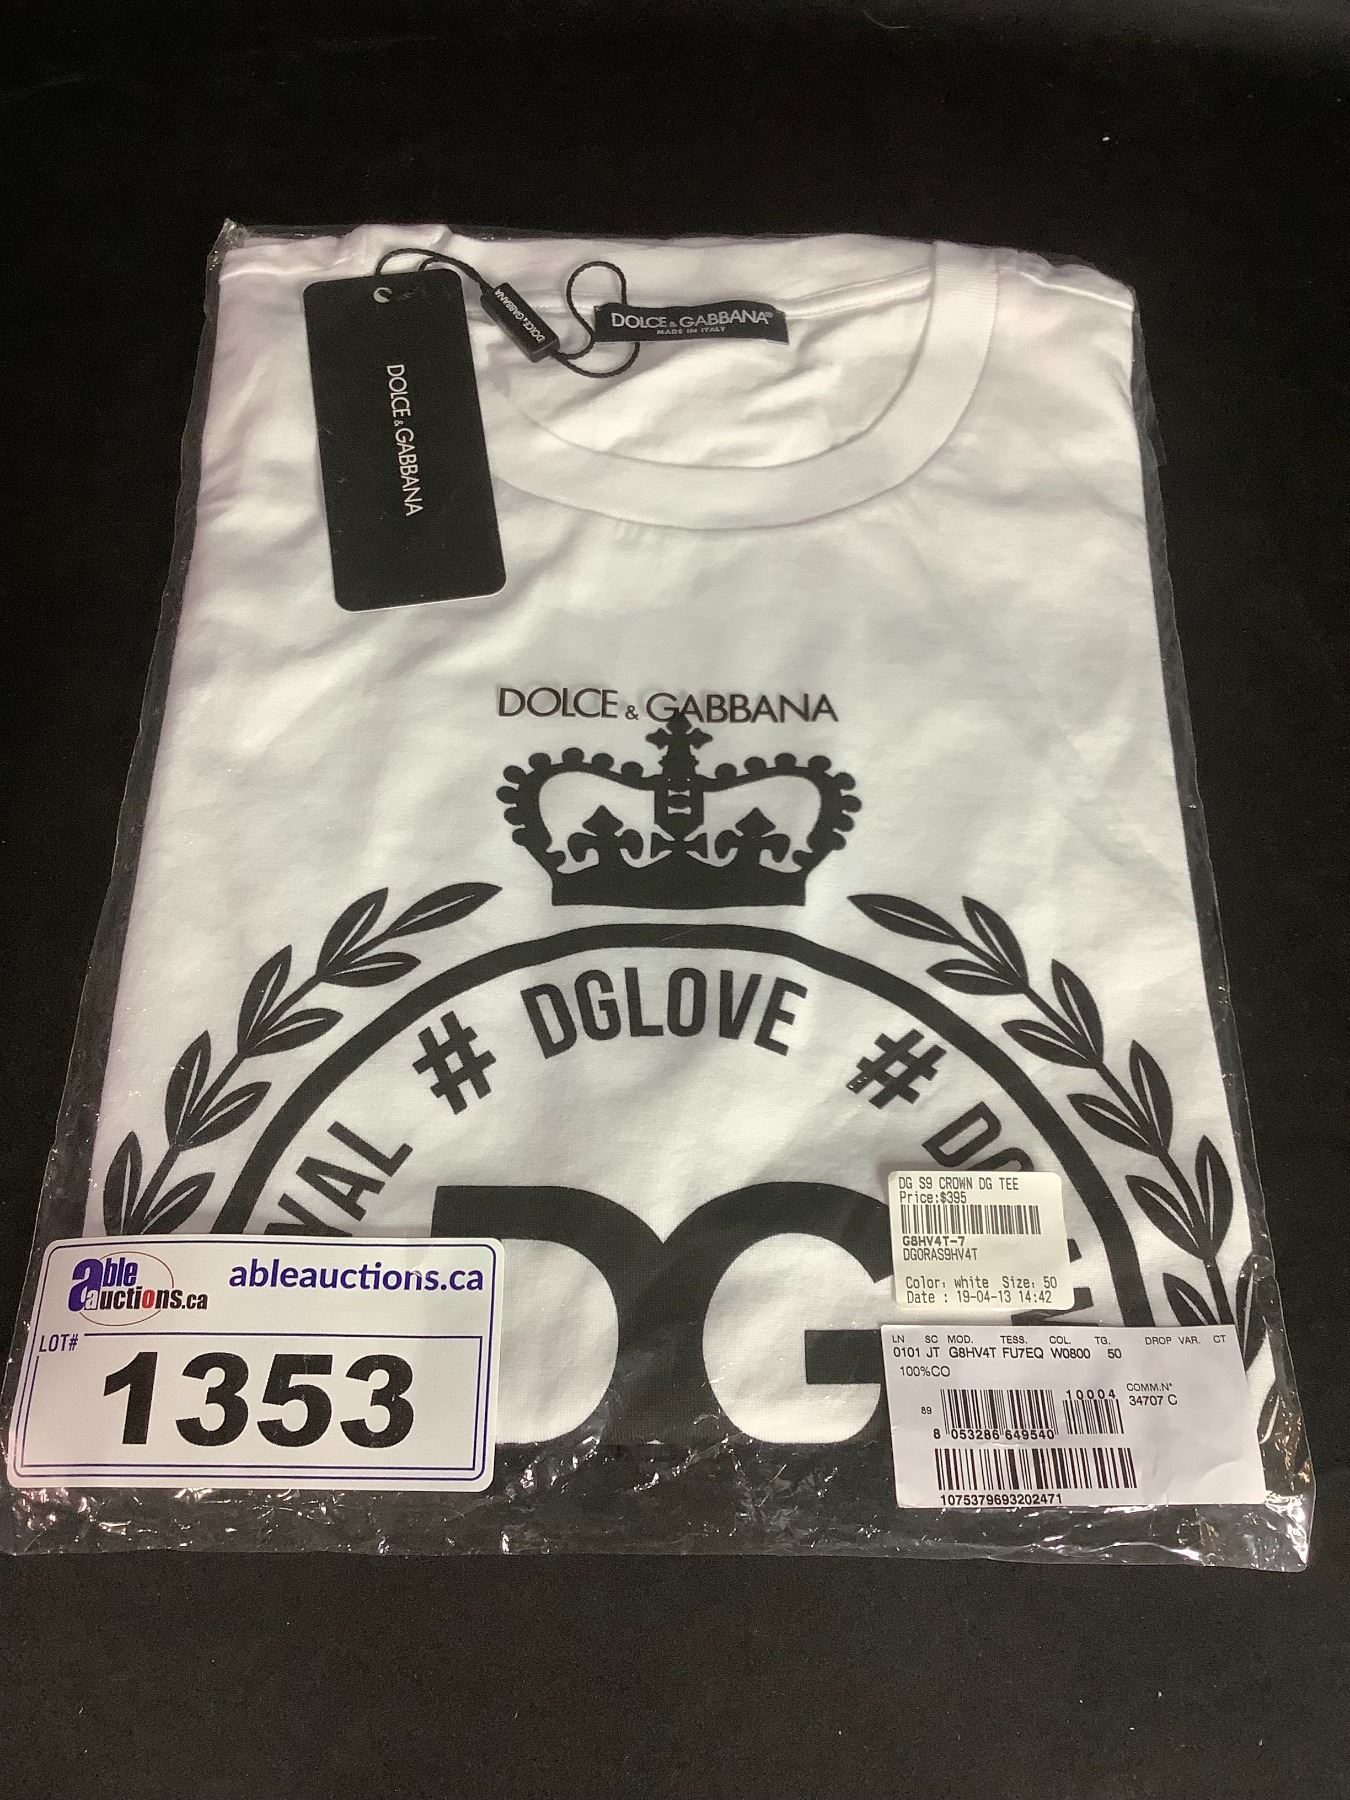 DOLCE & GABBANA
DOLCE & GABBANA
DOLCE & GABBANA®
MADE IN ITALY
DOLCE & GABBANA
# DGLOVE #
DG S9 CROWN DG TEE
Price:$395
G8HV4T-7
DGORAS9HV4T
Color: white Size: 50
Date : 19-04-13 14:42
able auctions.ca
ableauctions.ca
LOT#
1353
DG
LN SC MOD. TESS. COL. TG. DROP VAR. CT
0101 JT G8HV4T FU7EQ W0800 50
100%CO
10004
COMM.N°
34707 C
89
8 053286 649540
1075379693202471